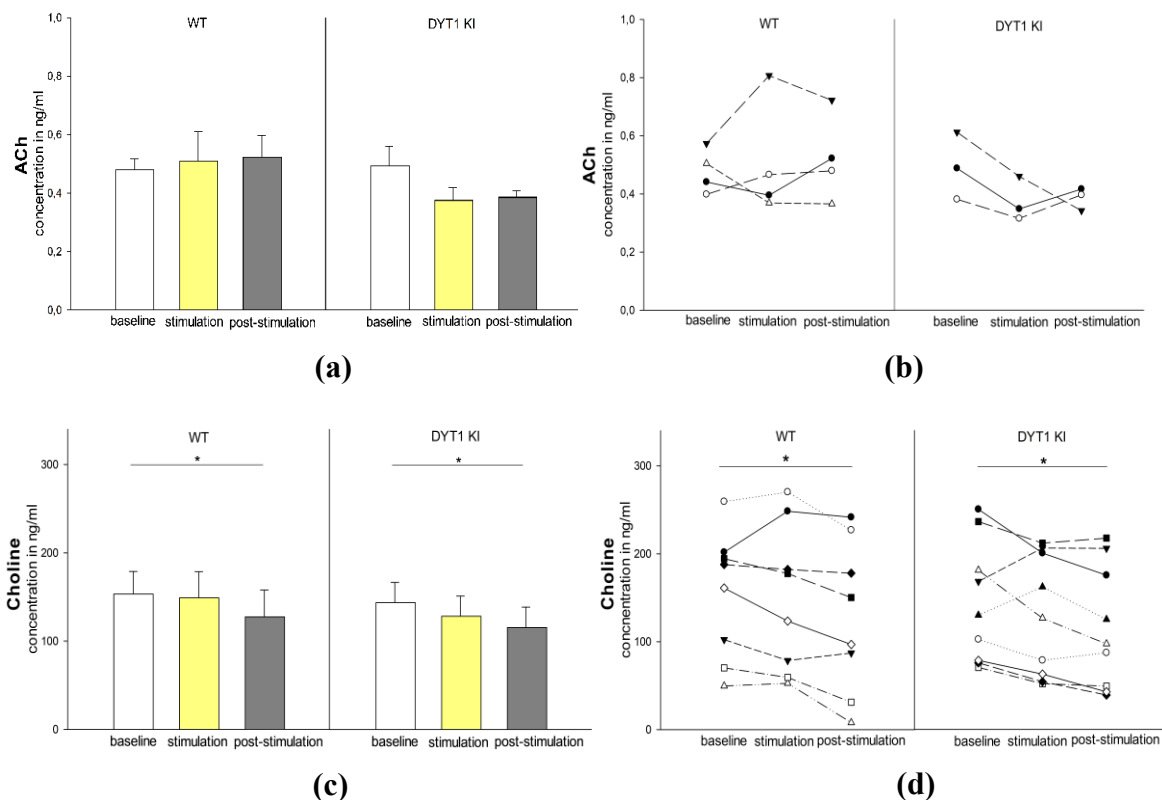 WT DYT1 KI
ACh
concentration in ng/ml
1,0
0,8
0,6
0,4
0,2
0,0
baseline stimulation post-stimulation baseline stimulation post-stimulation
(a)
WT DYT1 KI
ACh
concentration in ng/ml
1,0
0,8
0,6
0,4
0,2
0,0
baseline stimulation post-stimulation baseline stimulation post-stimulation
(b)
WT DYT1 KI
* *
Choline
concentration in ng/ml
300
200
100
0
baseline stimulation post-stimulation baseline stimulation post-stimulation
(c)
WT DYT1 KI
* *
Choline
concnentration in ng/ml
300
200
100
0
baseline stimulation post-stimulation baseline stimulation post-stimulation
(d)